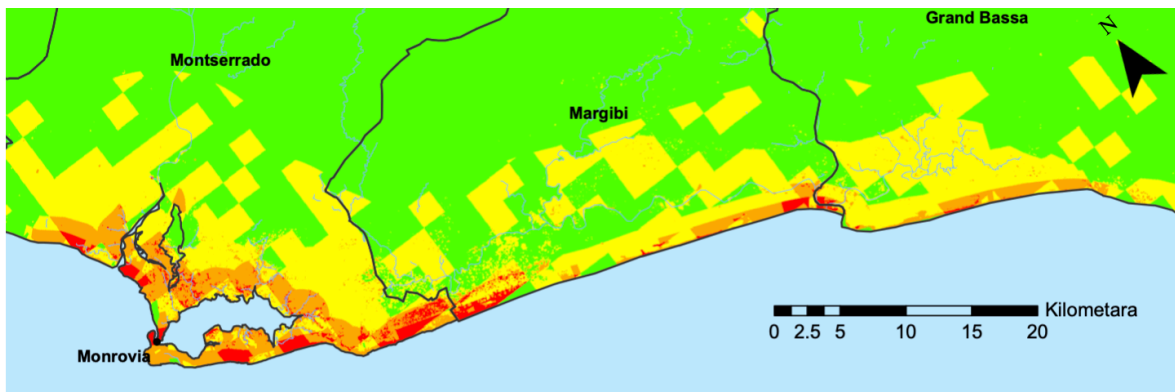 Grand Bassa
N
Montserrado
Margibi
Kilometara
0 2.5 5 10 15 20
Monrovia